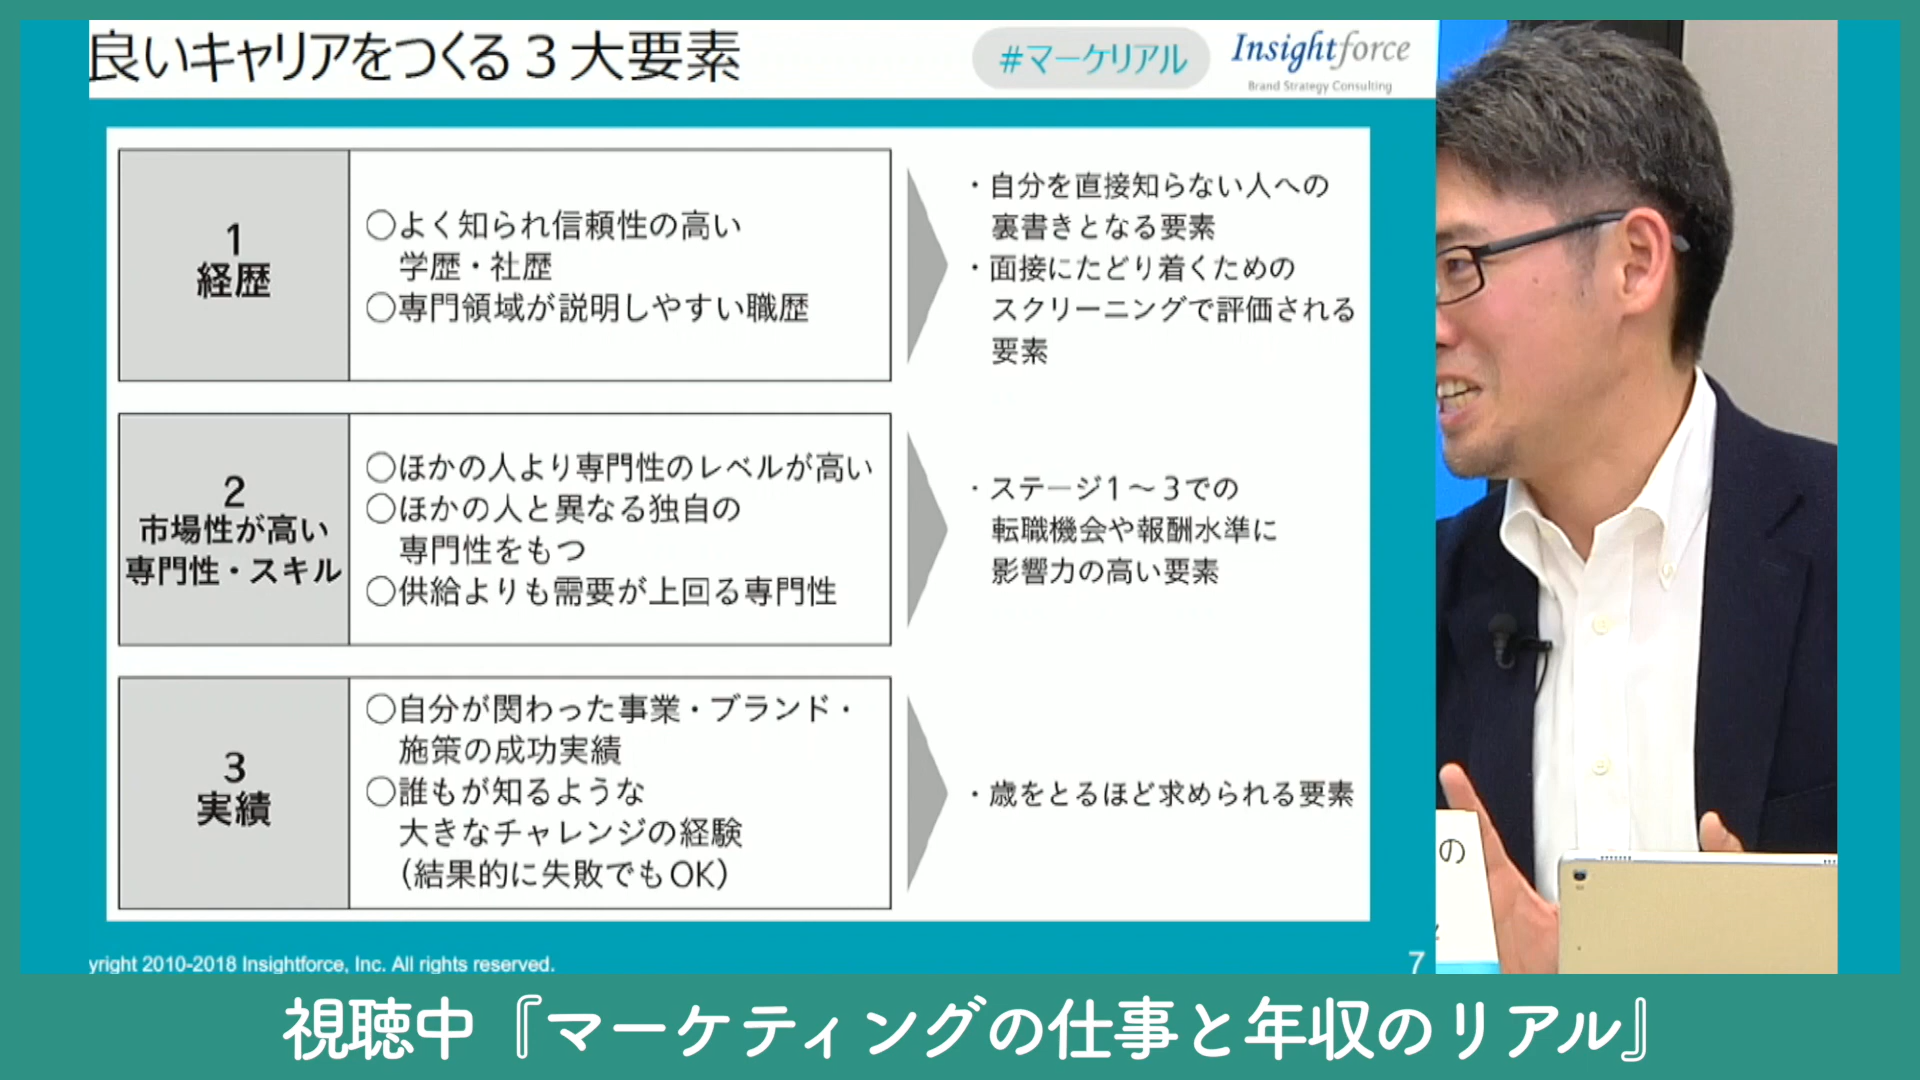 良いキャリアをつくる３大要素
#マーケリアル
Insightforce
Brand Strategy Consulting
1
経歴
○よく知られ信頼性の高い
学歴・社歴
○専門領域が説明しやすい職歴
・自分を直接知らない人への
裏書きとなる要素
・面接にたどり着くための
スクリーニングで評価される
要素
2
市場性が高い
専門性・スキル
○ほかの人より専門性のレベルが高い
○ほかの人と異なる独自の
専門性をもつ
○供給よりも需要が上回る専門性
・ステージ1～3での
転職機会や報酬水準に
影響力の高い要素
3
実績
○自分が関わった事業・ブランド・
施策の成功実績
○誰もが知るような
大きなチャレンジの経験
（結果的に失敗でもOK）
・歳をとるほど求められる要素
の
yright 2010-2018 Insightforce, Inc. All rights reserved.
7
視聴中『マーケティングの仕事と年収のリアル』